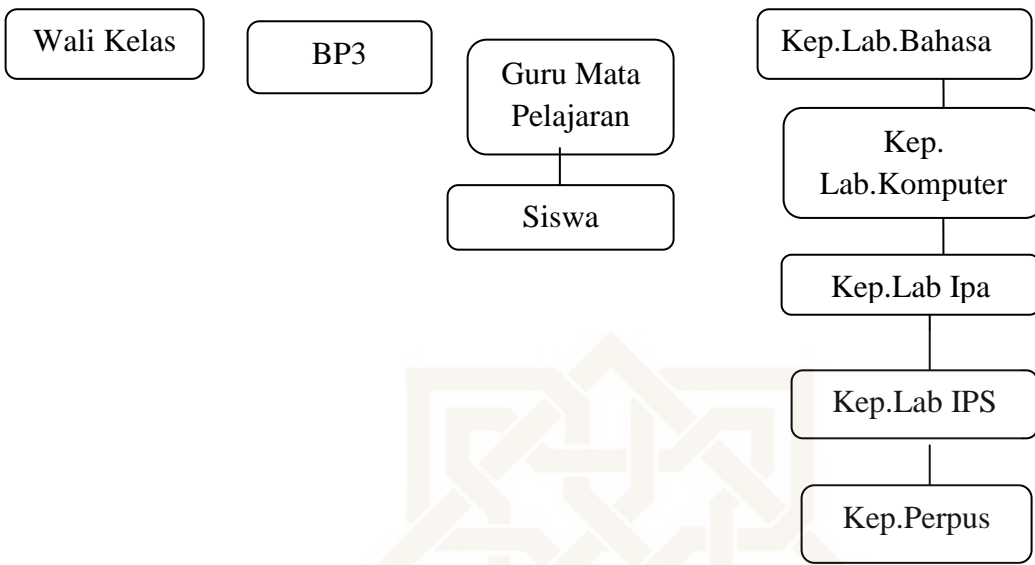 Wali Kelas
BP3
Guru Mata
Pelajaran
Siswa
Kep.Lab.Bahasa
Kep.
Lab.Komputer
Kep.Lab Ipa
Kep.Lab IPS
Kep.Perpus